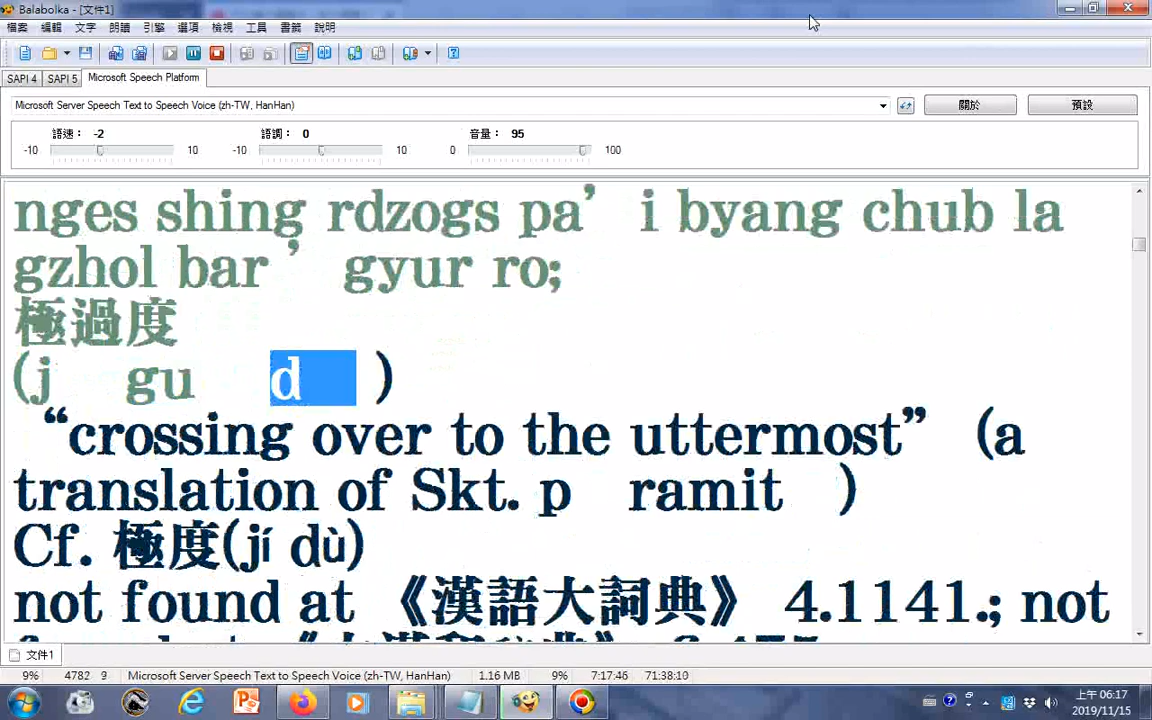 Balabolka - [文件1]
檔案 編輯 文字 朗讀 引擎 選項 檢視 工具 書籤 說明
SAPI 4 SAPI 5 Microsoft Speech Platform
Microsoft Server Speech Text to Speech Voice (zh-TW, HanHan) 關於 預設
語速： -2 語調： 0 音量： 95
-10 10 -10 10 0 100
nges shing rdzogs pa’ i byang chub la
gzhol bar ’ gyur ro;
極過度
(j gu d )
“crossing over to the uttermost” (a
translation of Skt. p ramit )
Cf. 極度(jí dù)
not found at 《漢語大詞典》 4.1141.; not
文件1
9% 4782 9 Microsoft Server Speech Text to Speech Voice (zh-TW, HanHan) 1.16 MB 9% 7:17:46 71:38:10
上午 06:17
2019/11/15